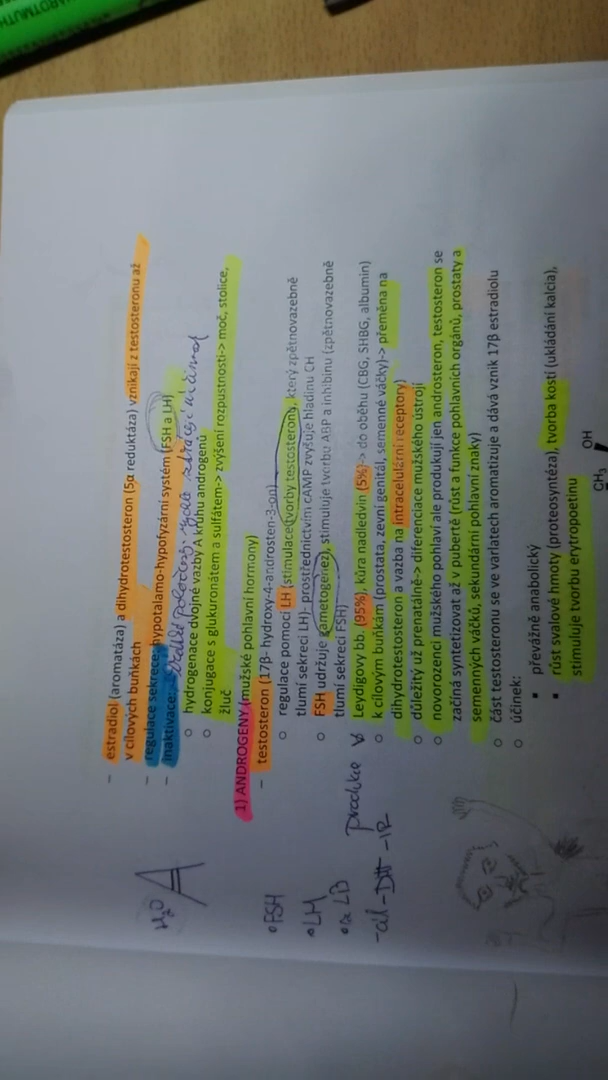 HARTMUTH
– estradiol (aromatáza) a dihydrotestosteron (5α reduktáza) vznikají z testosteronu až
v cílových buňkách
– regulace sekrece: hypotalamo-hypofyzární systém (FSH a LH)
– inaktivace:
○ hydrogenace dvojné vazby A kruhu androgenů
○ konjugace s glukuronátem a sulfátem-> zvýšení rozpustnosti-> moč, stolice,
žluč
H₂O
A
1) ANDROGENY (mužské pohlavní hormony)
– testosteron (17β- hydroxy-4-androsten-3-on)
○ regulace pomocí LH (stimulace tvorby testosteronu, který zpětnovazebně
tlumí sekreci LH)- prostřednictvím cAMP zvyšuje hladinu CH
○ FSH udržuje gametogenezi, stimuluje tvorbu ABP a inhibinu (zpětnovazebně
tlumí sekreci FSH)
• FSH
• LH
produkce
○ Leydigovy bb. (95%), kůra nadledvin (5%)-> do oběhu (CBG, SHBG, albumin)
○ k cílovým buňkám (prostata, zevní genitál, semenné váčky)-> přeměna na
dihydrotestosteron a vazba na intracelulární receptory)
○ důležitý už prenatálně-> diferenciace mužského ústrojí
○ novorozenci mužského pohlaví ale produkují jen androsteron, testosteron se
začíná syntetizovat až v pubertě (růst a funkce pohlavních orgánů, prostaty a
semenných váčků, sekundární pohlavní znaky)
○ část testosteronu se ve varlatech aromatizuje a dává vznik 17β estradiolu
○ účinek:
▪ převážně anabolický
▪ růst svalové hmoty (proteosyntéza), tvorba kostí (ukládání kalcia),
stimuluje tvorbu erytropoetinu
OH
CH₃